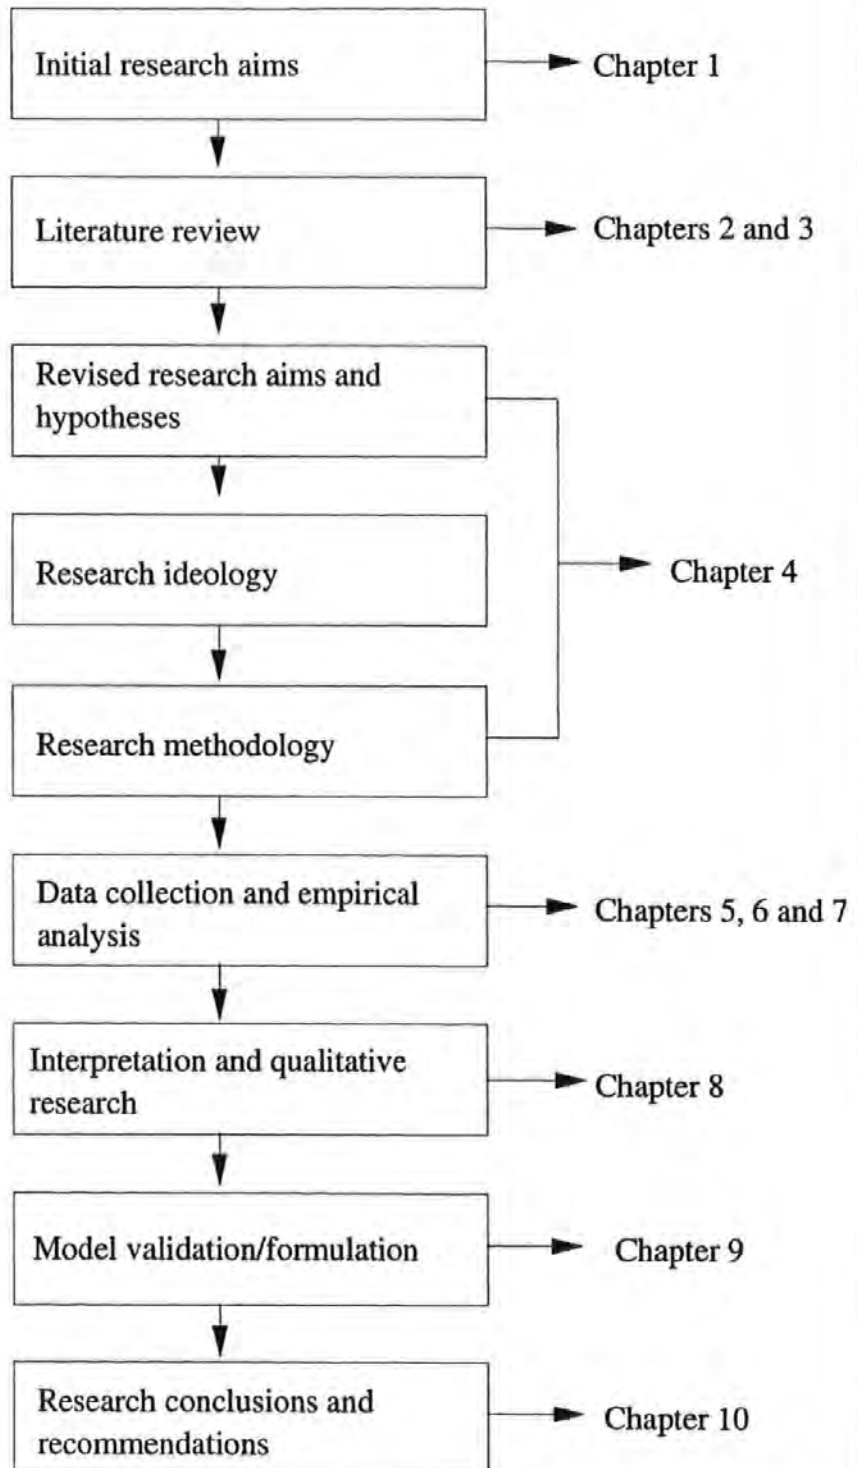 Initial research aims
Chapter 1
Literature review
Chapters 2 and 3
Revised research aims and
hypotheses
Research ideology
Chapter 4
Research methodology
Data collection and empirical
analysis
Chapters 5, 6 and 7
Interpretation and qualitative
research
Chapter 8
Model validation/formulation
Chapter 9
Research conclusions and
recommendations
Chapter 10